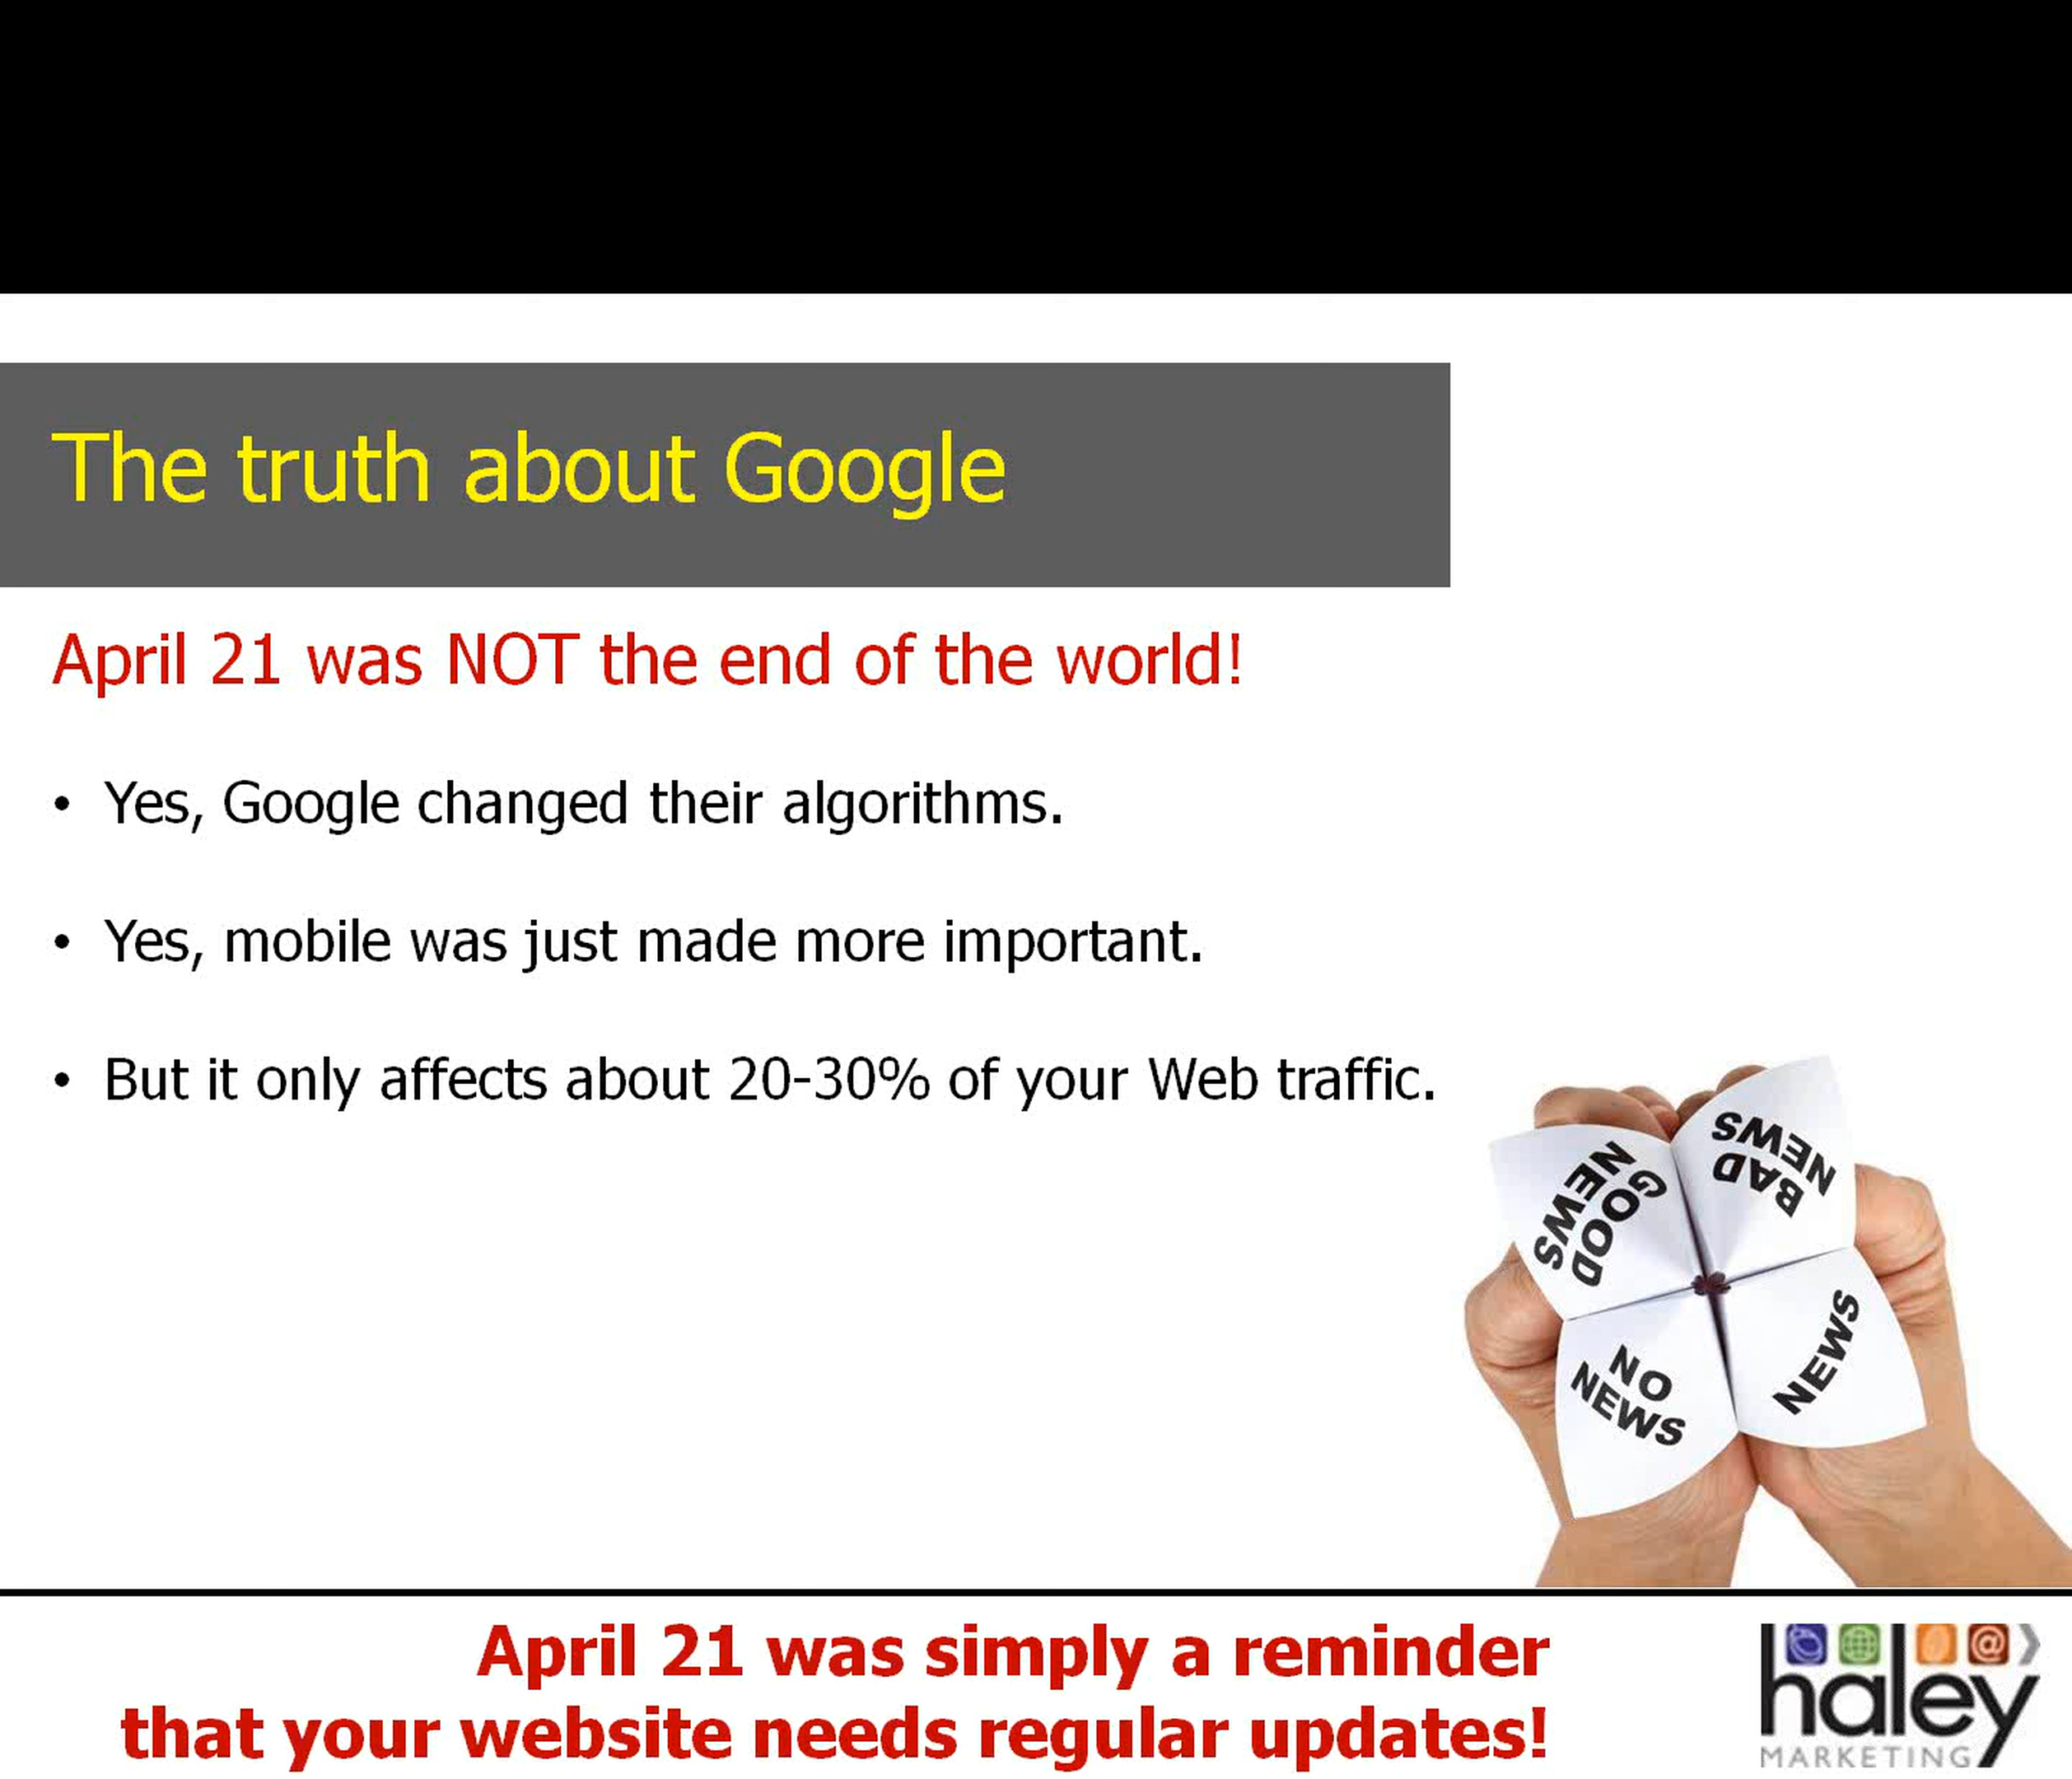 The truth about Google
April 21 was NOT the end of the world!
• Yes, Google changed their algorithms.
• Yes, mobile was just made more important.
• But it only affects about 20-30% of your Web traffic.
BAD
NEWS
GOOD
NEWS
NO
NEWS
NEWS
April 21 was simply a reminder
that your website needs regular updates!
haley
MARKETING